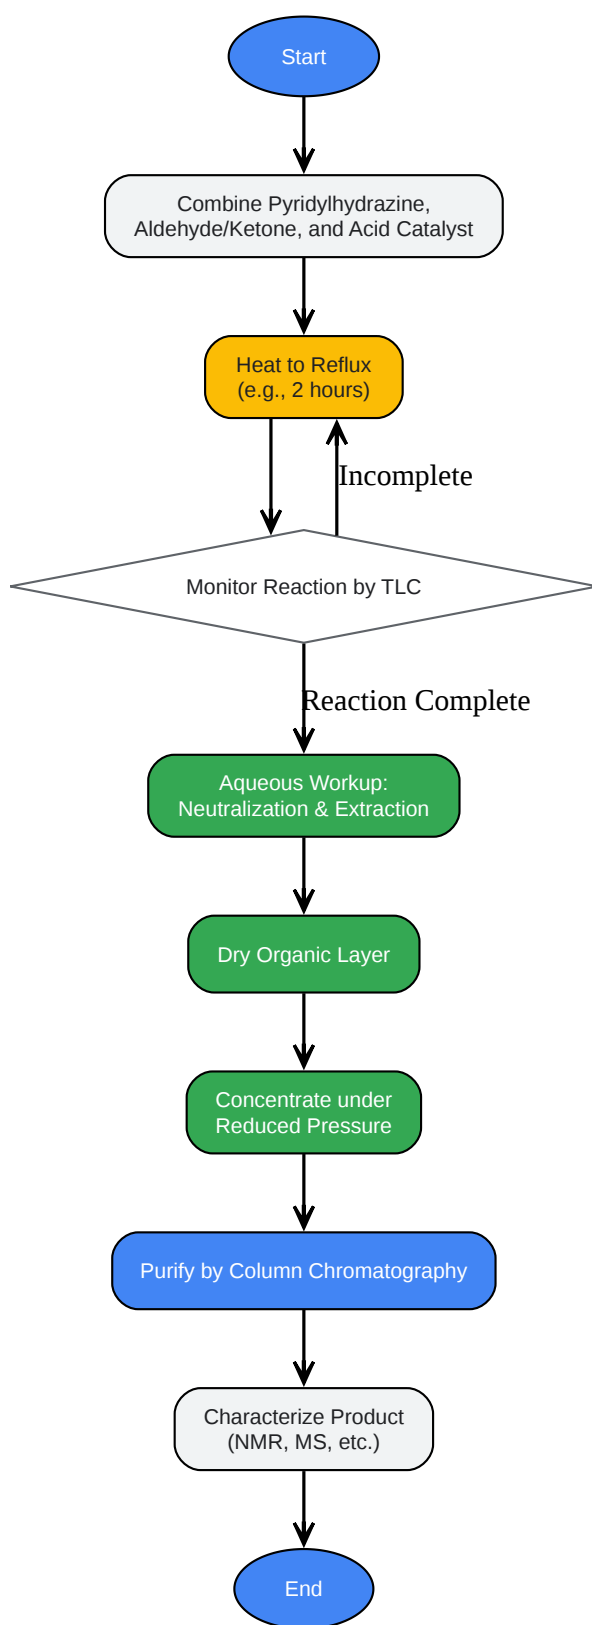 Start
Combine Pyridylhydrazine,
Aldehyde/Ketone, and Acid Catalyst
Heat to Reflux
(e.g., 2 hours)
Incomplete
Monitor Reaction by TLC
Reaction Complete
Aqueous Workup:
Neutralization & Extraction
Dry Organic Layer
Concentrate under
Reduced Pressure
Purify by Column Chromatography
Characterize Product
(NMR, MS, etc.)
End